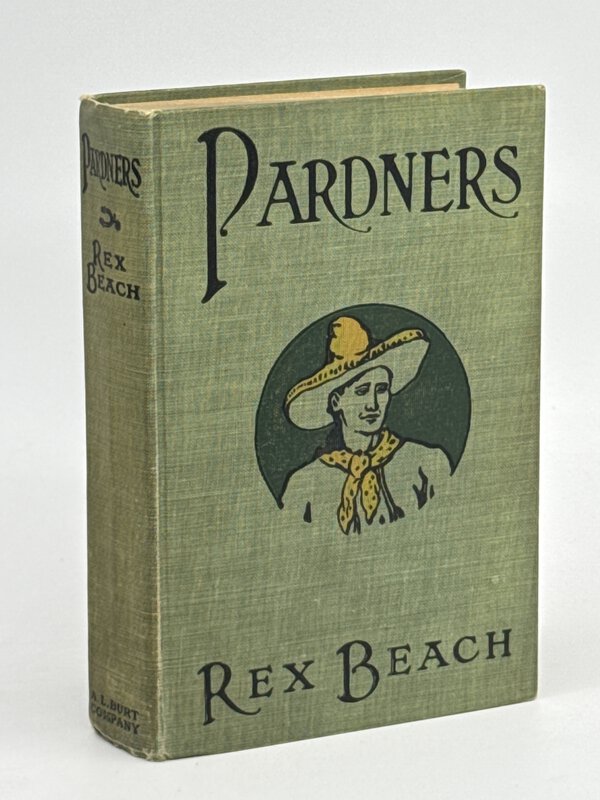 PARDNERS
REX BEACH
PARDNERS
REX
BEACH
A.L. BURT
COMPANY